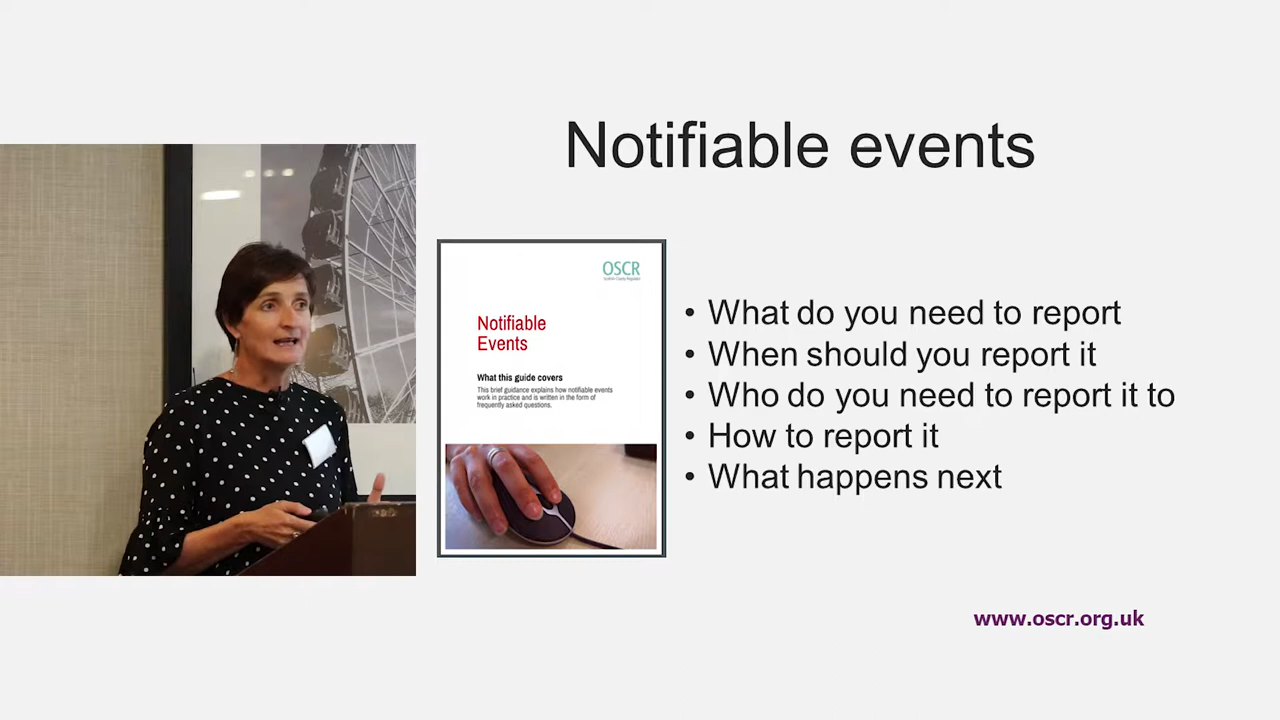 Notifiable events
OSCR
Scottish Charity Regulator
Notifiable
Events
What this guide covers
This brief guidance explains how notifiable events
work in practice and is written in the form of
frequently asked questions.
• What do you need to report
• When should you report it
• Who do you need to report it to
• How to report it
• What happens next
www.oscr.org.uk